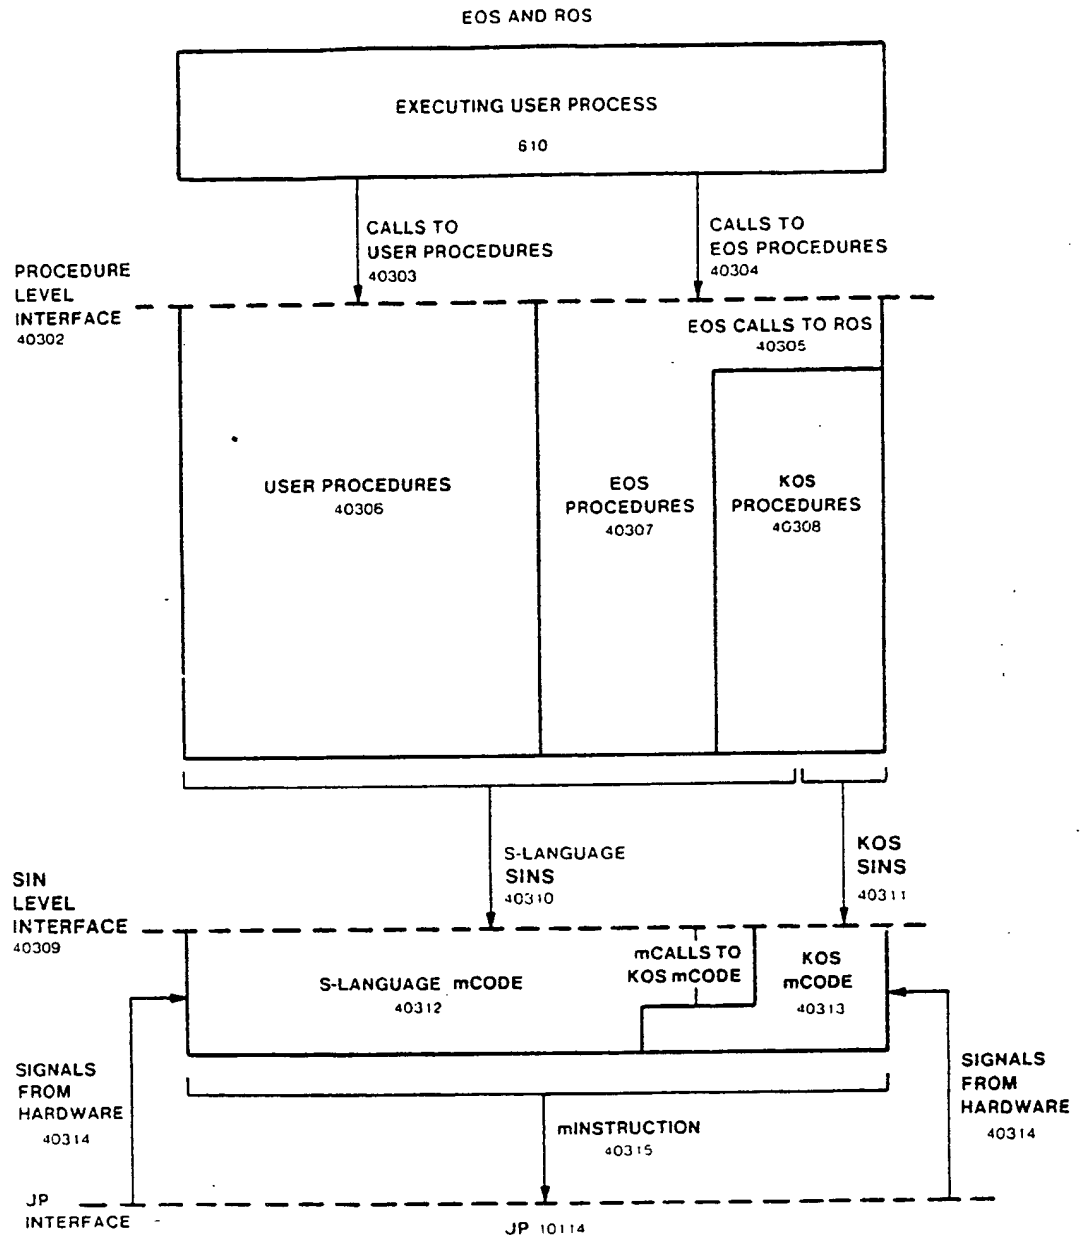 EOS AND ROS
EXECUTING USER PROCESS
610
CALLS TO
USER PROCEDURES
40303
CALLS TO
EOS PROCEDURES
40304
PROCEDURE
LEVEL
INTERFACE
40302
EOS CALLS TO ROS
40305
USER PROCEDURES
40306
EOS
PROCEDURES
40307
KOS
PROCEDURES
40308
S-LANGUAGE
SINS
40310
KOS
SINS
40311
SIN
LEVEL
INTERFACE
40309
S-LANGUAGE mCODE
40312
mCALLS TO
KOS mCODE
KOS
mCODE
40313
SIGNALS
FROM
HARDWARE
40314
SIGNALS
FROM
HARDWARE
40314
mINSTRUCTION
40315
JP
INTERFACE
JP 10114